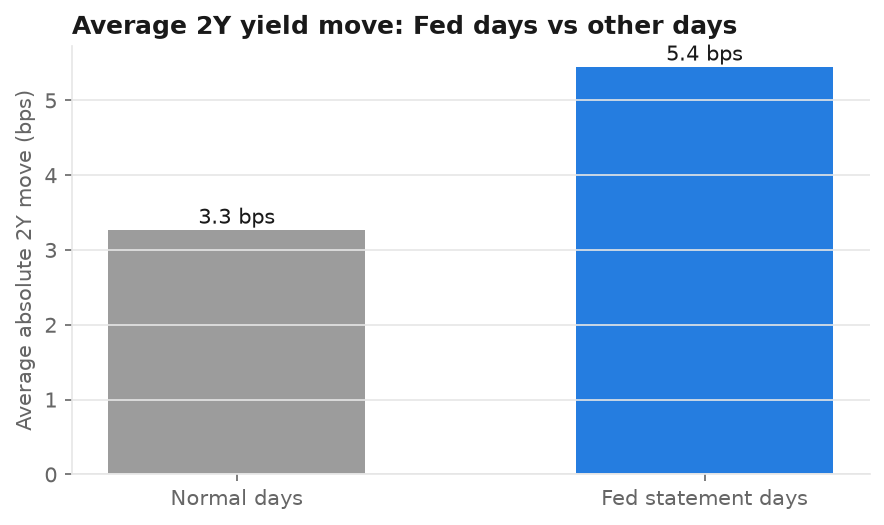 Average 2Y yield move: Fed days vs other days
Average absolute 2Y move (bps)
5
4
3
2
1
0
3.3 bps
5.4 bps
Normal days
Fed statement days